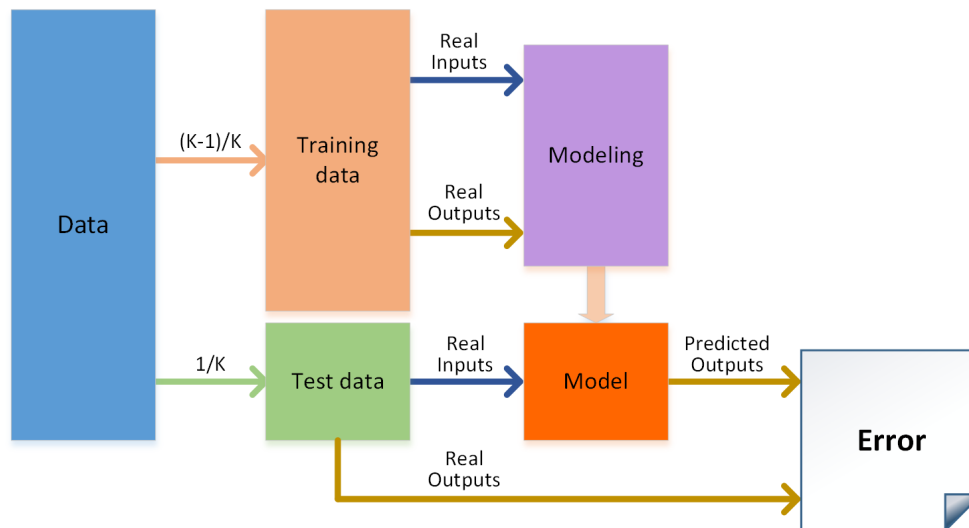 Data
(K-1)/K
1/K
Training
data
Test data
Real
Inputs
Real
Outputs
Modeling
Real
Inputs
Model
Predicted
Outputs
Real
Outputs
Error